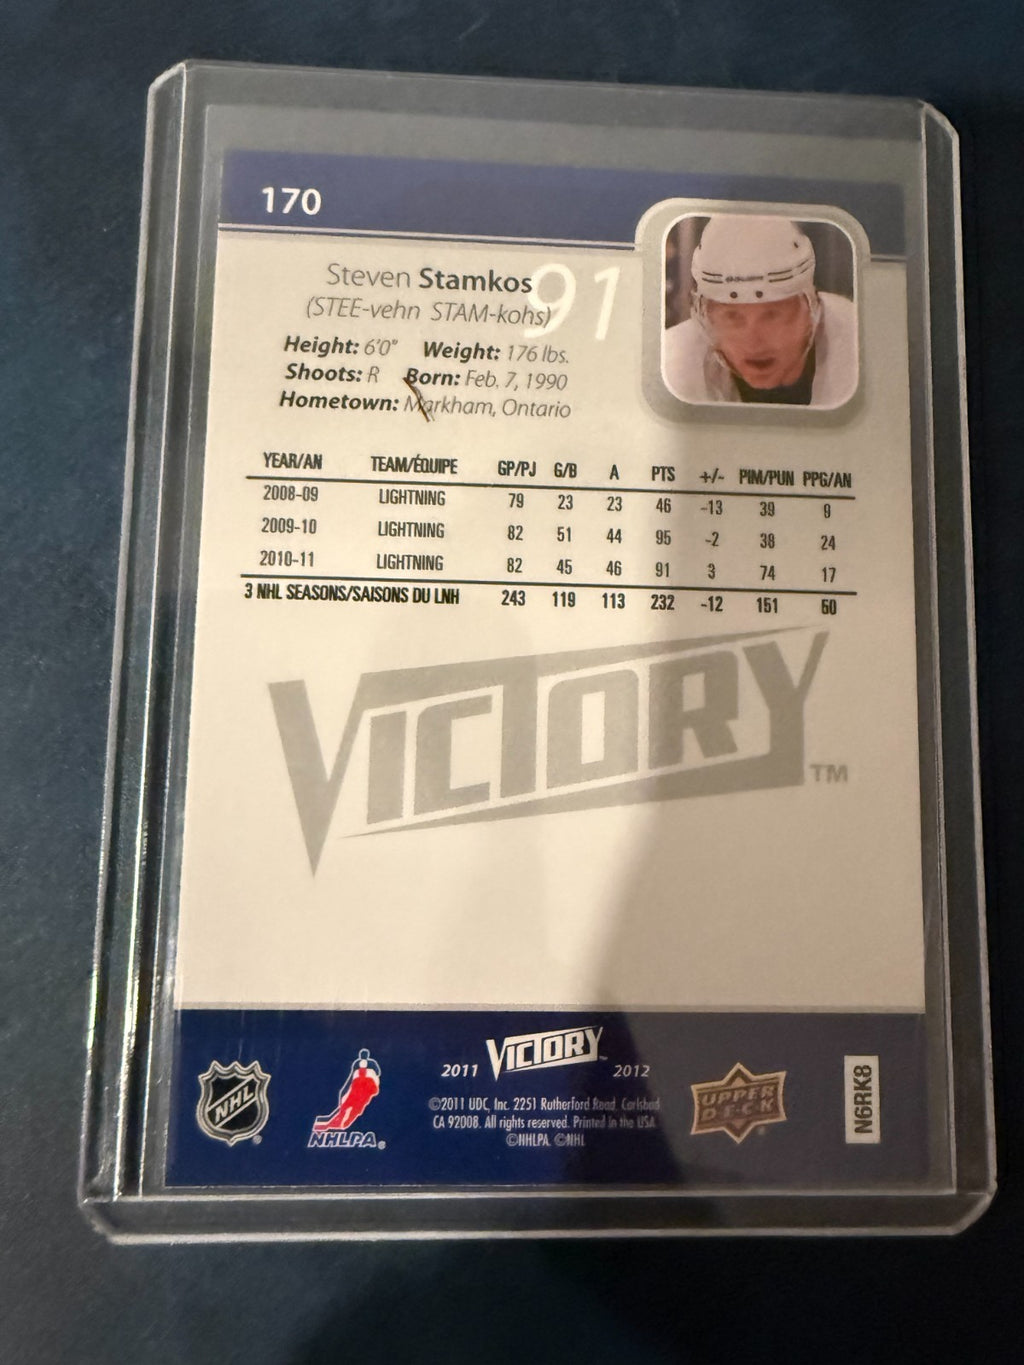 170
91
Steven Stamkos
(STEE-vehn STAM-kohs)
Height: 6'0" Weight: 176 lbs.
Shoots: R Born: Feb. 7, 1990
Hometown: Markham, Ontario
YEAR/AN TEAM/ÉQUIPE GP/PJ G/B A PTS +/- PIM/PUN PPG/AN
2008-09 LIGHTNING 79 23 23 46 -13 39 9
2009-10 LIGHTNING 82 51 44 95 -2 38 24
2010-11 LIGHTNING 82 45 46 91 3 74 17
3 NHL SEASONS/SAISONS DU LNH 243 119 113 232 -12 151 50
VICTORY TM
2011 VICTORY 2012
©2011 UDC, Inc. 2251 Rutherford Road, Carlsbad
CA 92008. All rights reserved. Printed in the USA
©NHLPA. ©NHL
NHL
NHLPA
UPPER
DECK
N6RK8